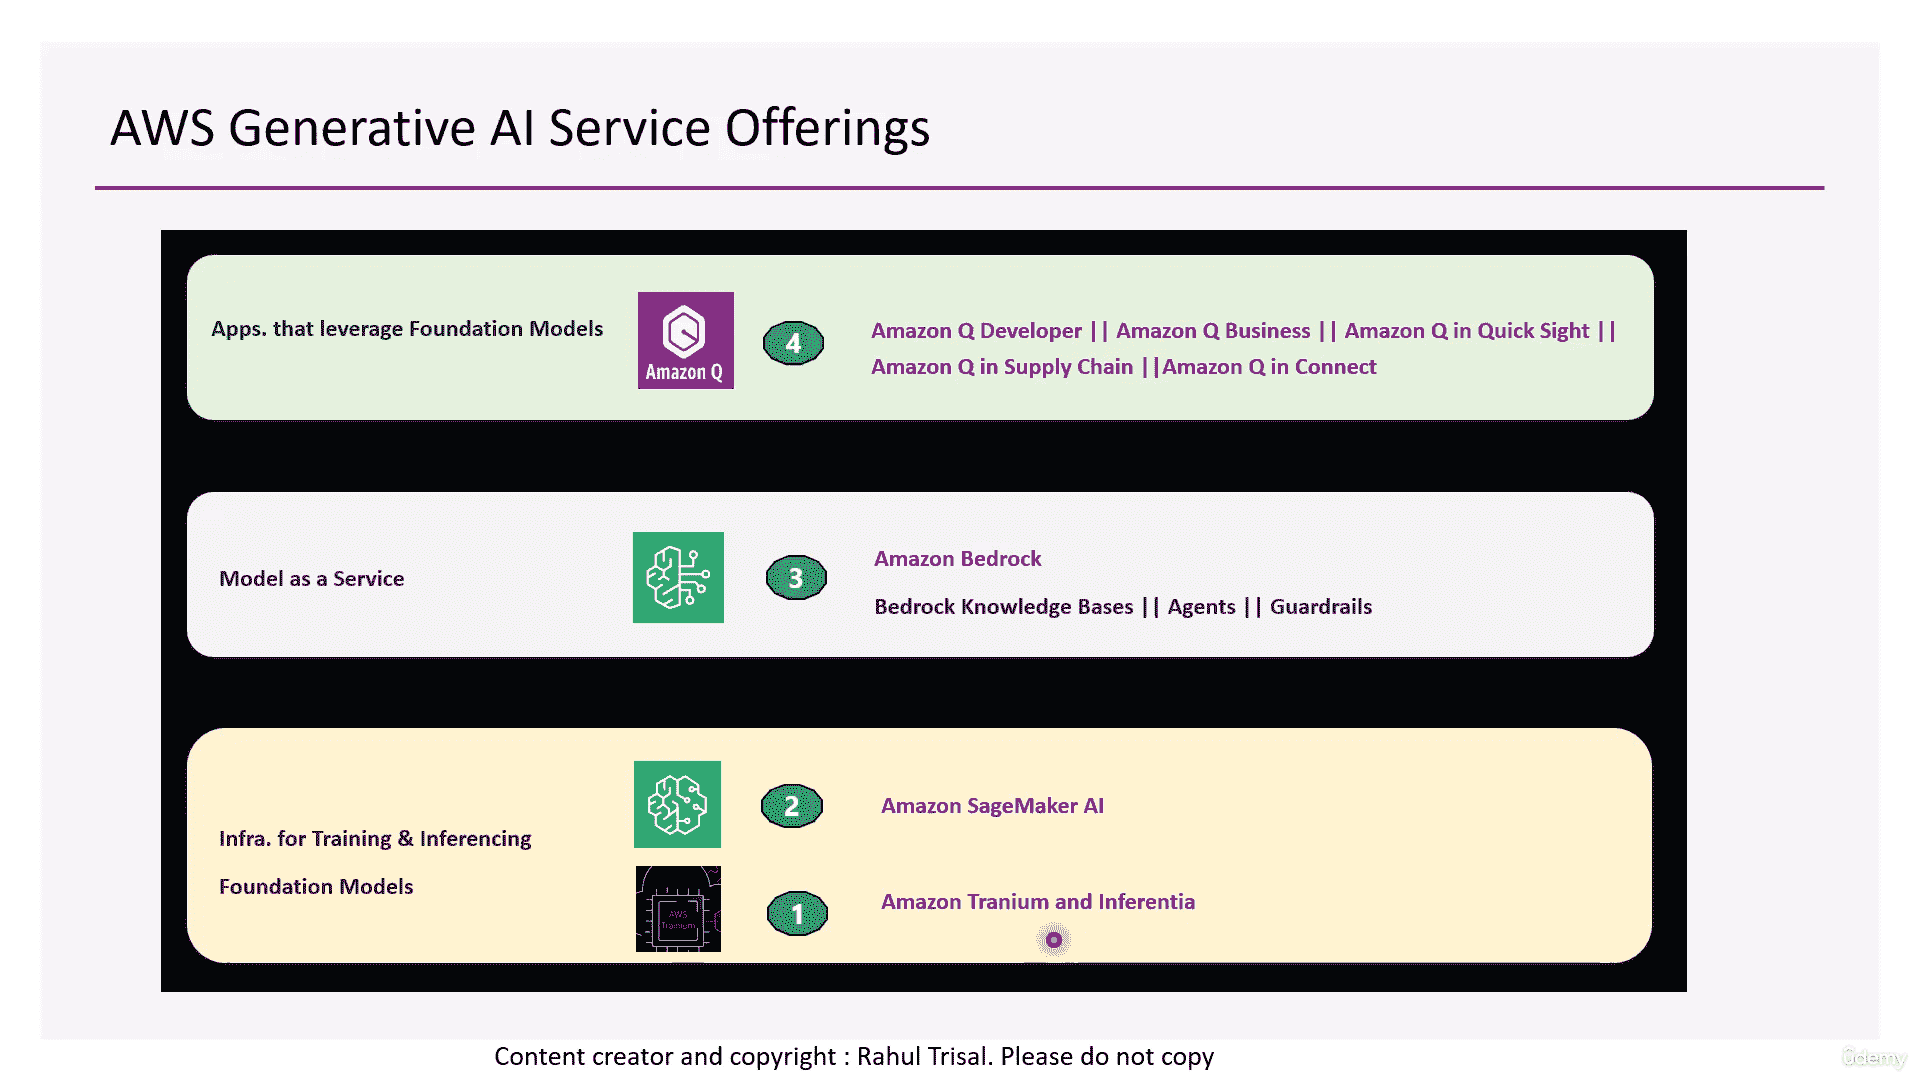 AWS Generative AI Service Offerings
Apps. that leverage Foundation Models
Amazon Q
4
Amazon Q Developer || Amazon Q Business || Amazon Q in Quick Sight ||
Amazon Q in Supply Chain ||Amazon Q in Connect
Model as a Service
3
Amazon Bedrock
Bedrock Knowledge Bases || Agents || Guardrails
Infra. for Training & Inferencing
Foundation Models
2
Amazon SageMaker AI
AWS
Trainium
1
Amazon Tranium and Inferentia
Content creator and copyright : Rahul Trisal. Please do not copy
ûdemy